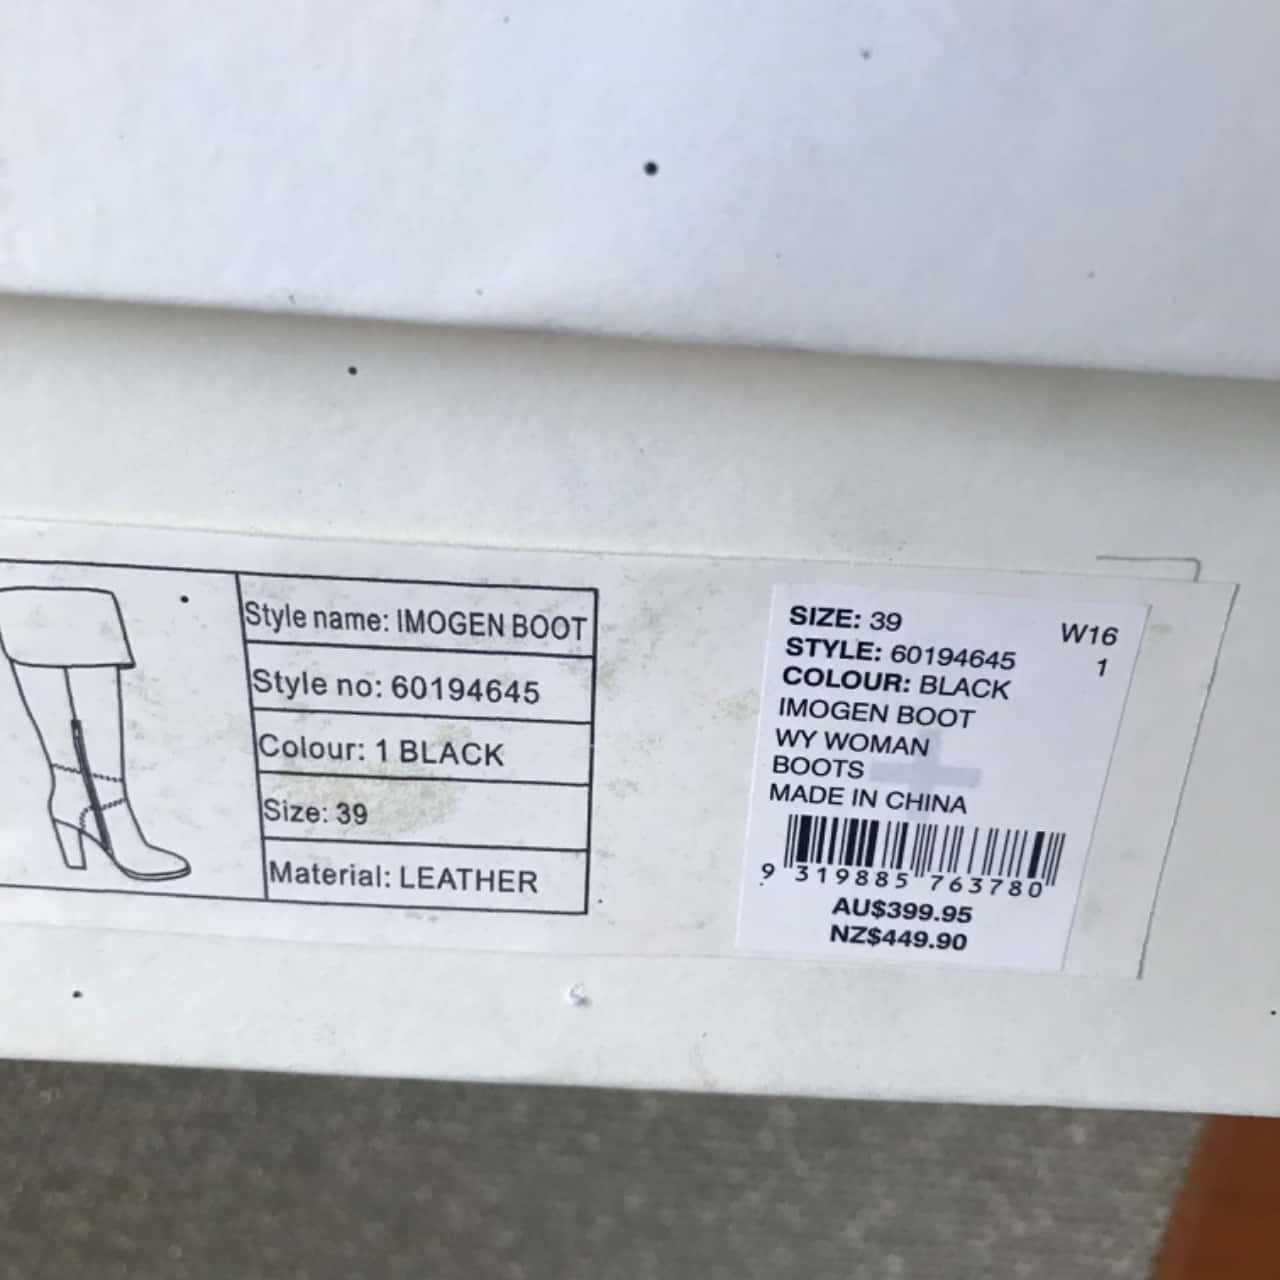 Style name: IMOGEN BOOT
Style no: 60194645
Colour: 1 BLACK
Size: 39
Material: LEATHER
SIZE: 39
W16
STYLE: 60194645
1
COLOUR: BLACK
IMOGEN BOOT
WY WOMAN
BOOTS
MADE IN CHINA
9 319885 763780
AU$399.95
NZ$449.90